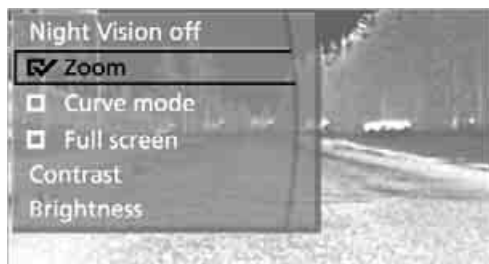 Night Vision off
Zoom
Curve mode
Full screen
Contrast
Brightness